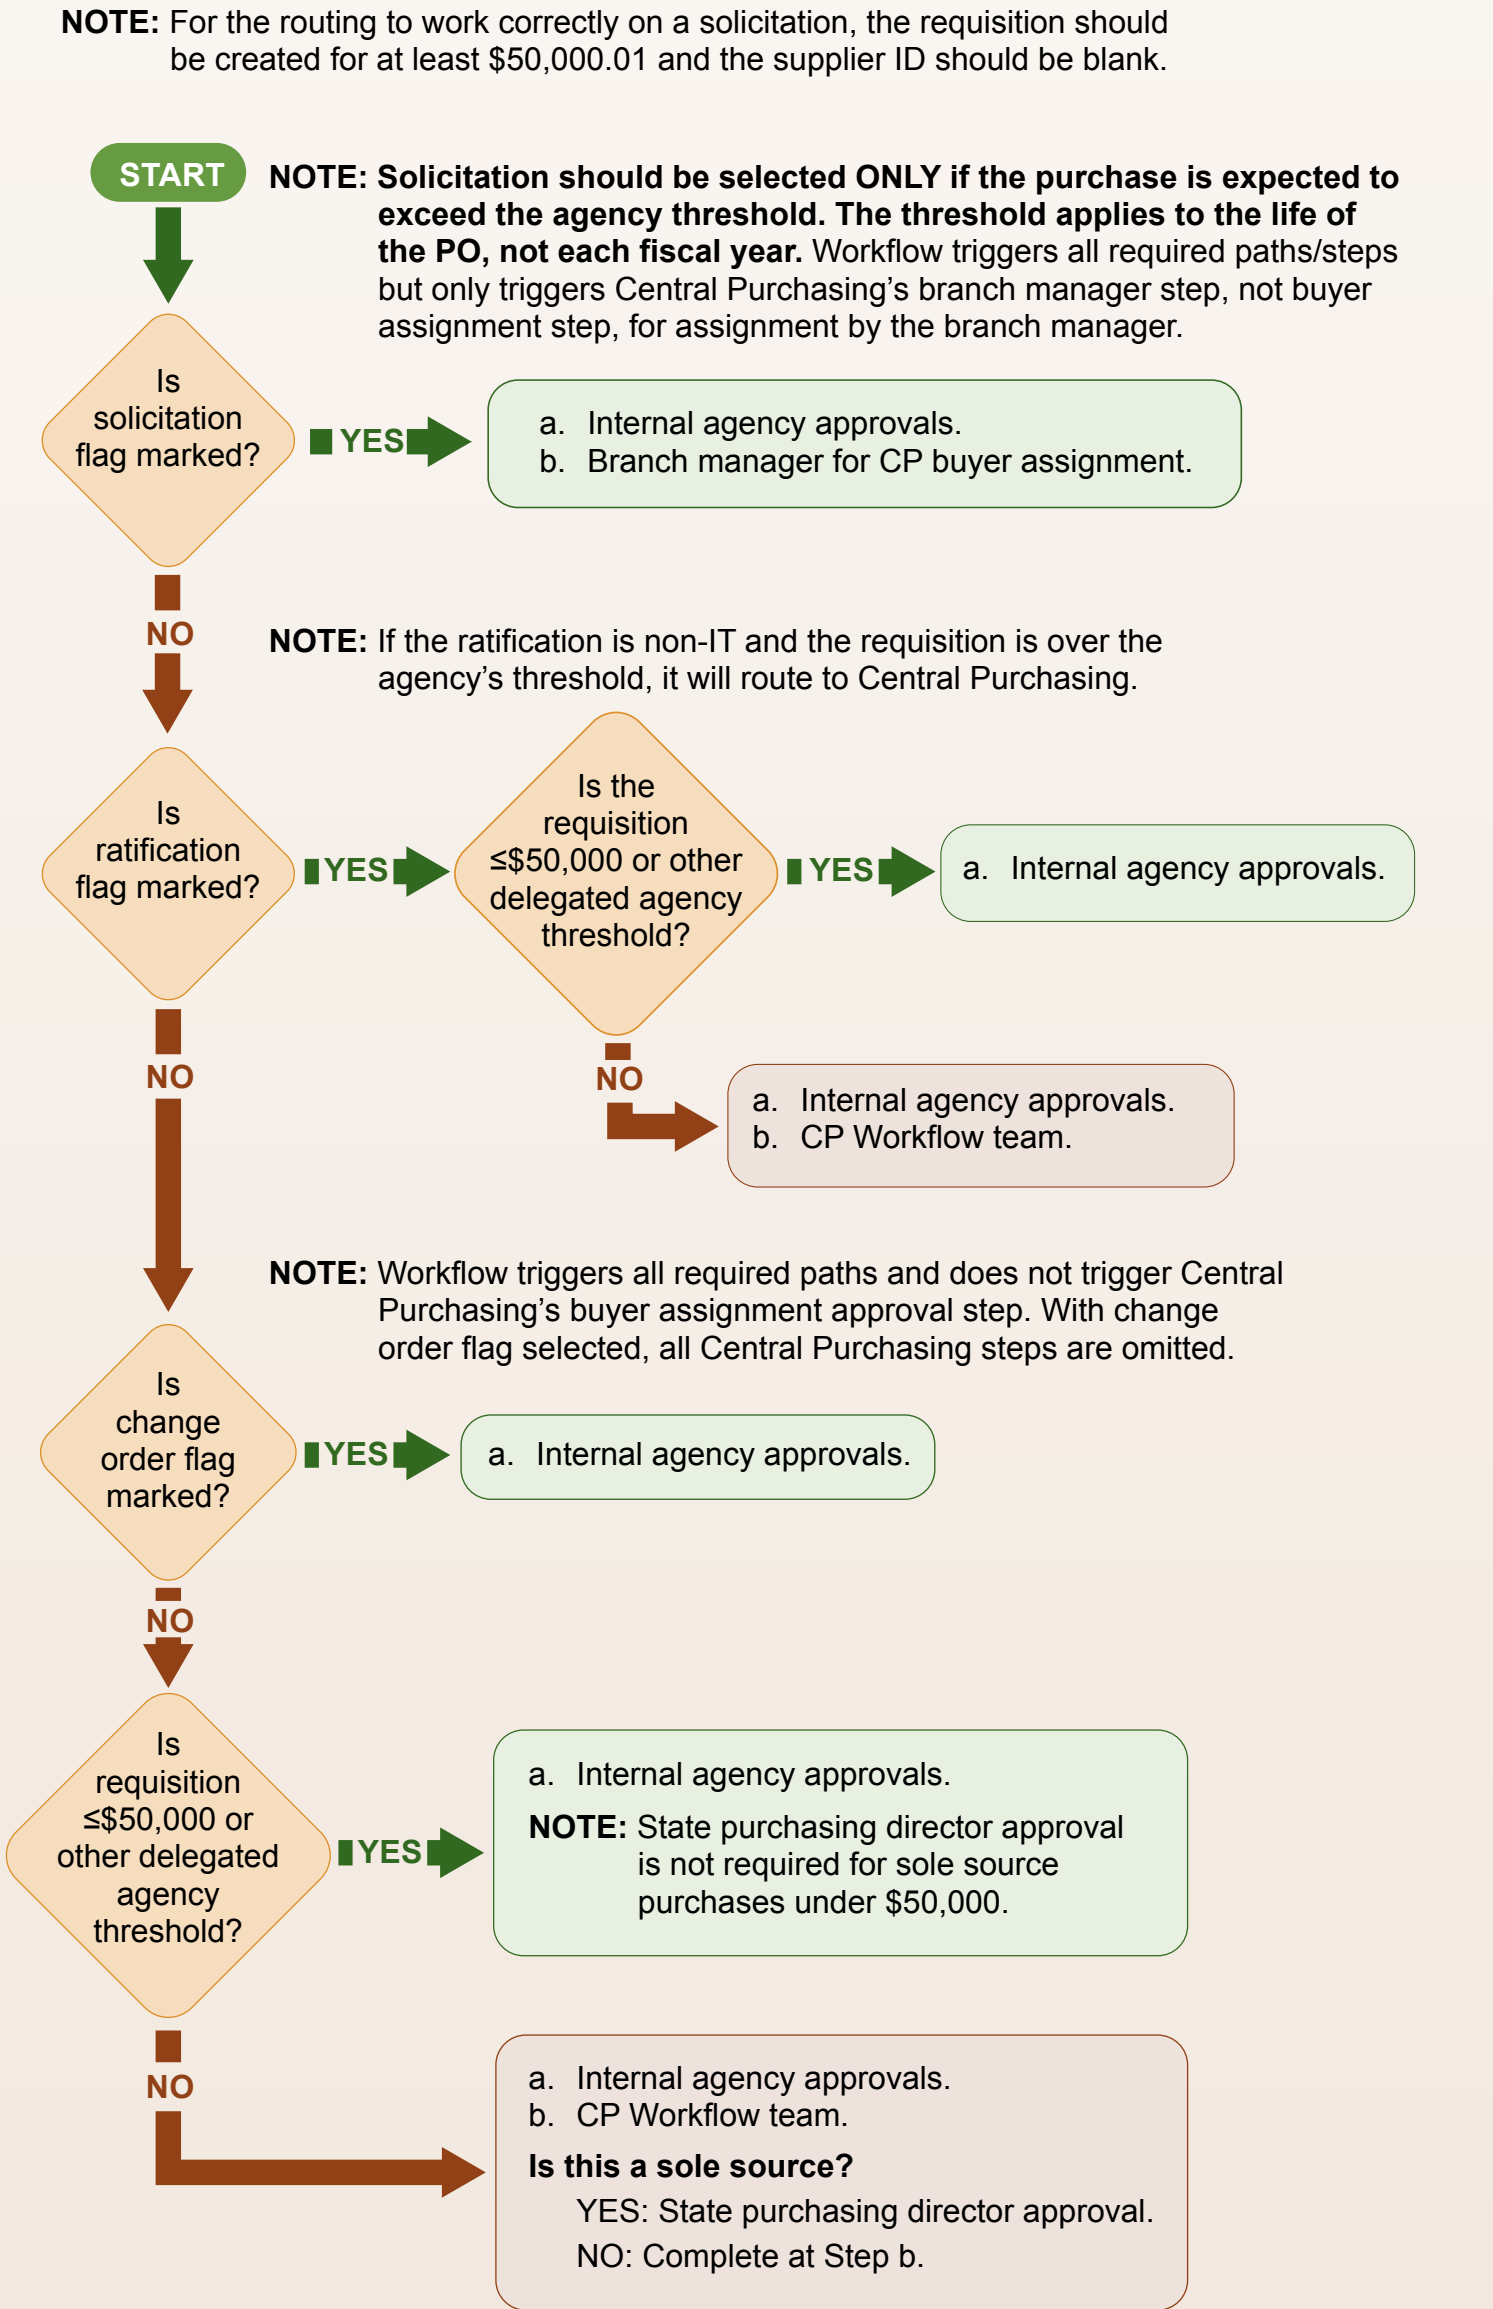 NOTE: For the routing to work correctly on a solicitation, the requisition should
be created for at least $50,000.01 and the supplier ID should be blank.
START
NOTE: Solicitation should be selected ONLY if the purchase is expected to
exceed the agency threshold. The threshold applies to the life of
the PO, not each fiscal year. Workflow triggers all required paths/steps
but only triggers Central Purchasing’s branch manager step, not buyer
assignment step, for assignment by the branch manager.
Is
solicitation
flag marked?
YES
a. Internal agency approvals.
b. Branch manager for CP buyer assignment.
NO
NOTE: If the ratification is non-IT and the requisition is over the
agency’s threshold, it will route to Central Purchasing.
Is
ratification
flag marked?
YES
Is the
requisition
≤$50,000 or other
delegated agency
threshold?
YES
a. Internal agency approvals.
NO
a. Internal agency approvals.
b. CP Workflow team.
NO
NOTE: Workflow triggers all required paths and does not trigger Central
Purchasing’s buyer assignment approval step. With change
order flag selected, all Central Purchasing steps are omitted.
Is
change
order flag
marked?
YES
a. Internal agency approvals.
NO
Is
requisition
≤$50,000 or
other delegated
agency
threshold?
YES
a. Internal agency approvals.
NOTE: State purchasing director approval
is not required for sole source
purchases under $50,000.
NO
a. Internal agency approvals.
b. CP Workflow team.
Is this a sole source?
YES: State purchasing director approval.
NO: Complete at Step b.